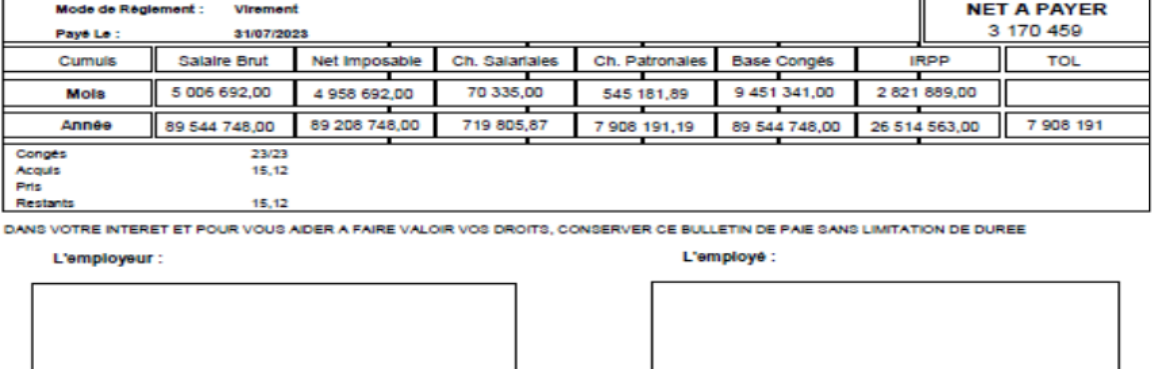 Mode de Règlement : Virement NET A PAYER
Payé Le : 31/07/2023 3 170 459
Cumuls Salaire Brut Net Imposable Ch. Salariales Ch. Patronales Base Congés IRPP TOL
Mois 5 006 692,00 4 958 692,00 70 335,00 545 181,89 9 451 341,00 2 821 889,00
Année 89 544 748,00 89 208 748,00 719 805,87 7 908 191,19 89 544 748,00 26 514 563,00 7 908 191
Congés 23/23
Acquis 15,12
Pris
Restants 15,12
DANS VOTRE INTERET ET POUR VOUS AIDER A FAIRE VALOIR VOS DROITS, CONSERVER CE BULLETIN DE PAIE SANS LIMITATION DE DUREE
L'employeur : L'employé :